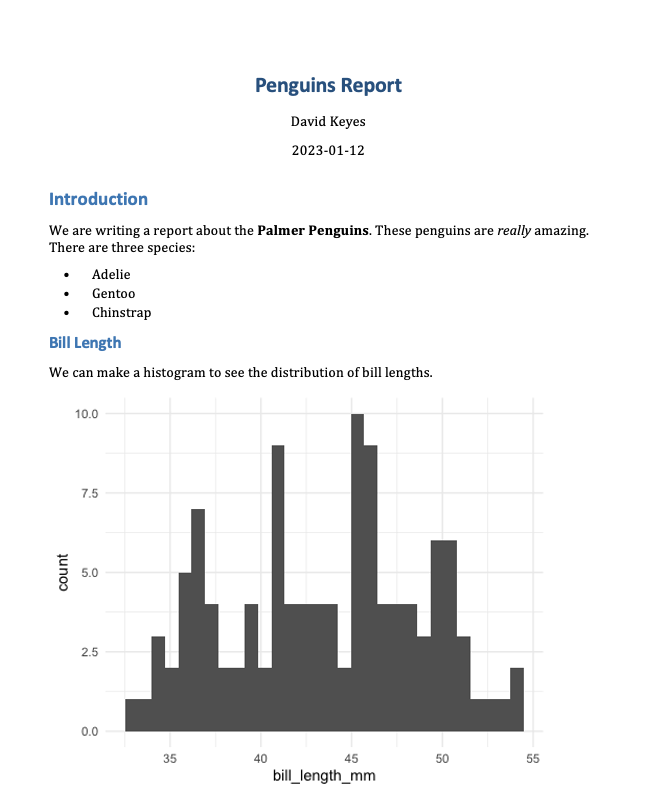 Penguins Report
David Keyes
2023-01-12
Introduction
We are writing a report about the Palmer Penguins. These penguins are really amazing.
There are three species:
• Adelie
• Gentoo
• Chinstrap
Bill Length
We can make a histogram to see the distribution of bill lengths.
10.0
7.5
5.0
2.5
0.0
count
35 40 45 50 55
bill_length_mm